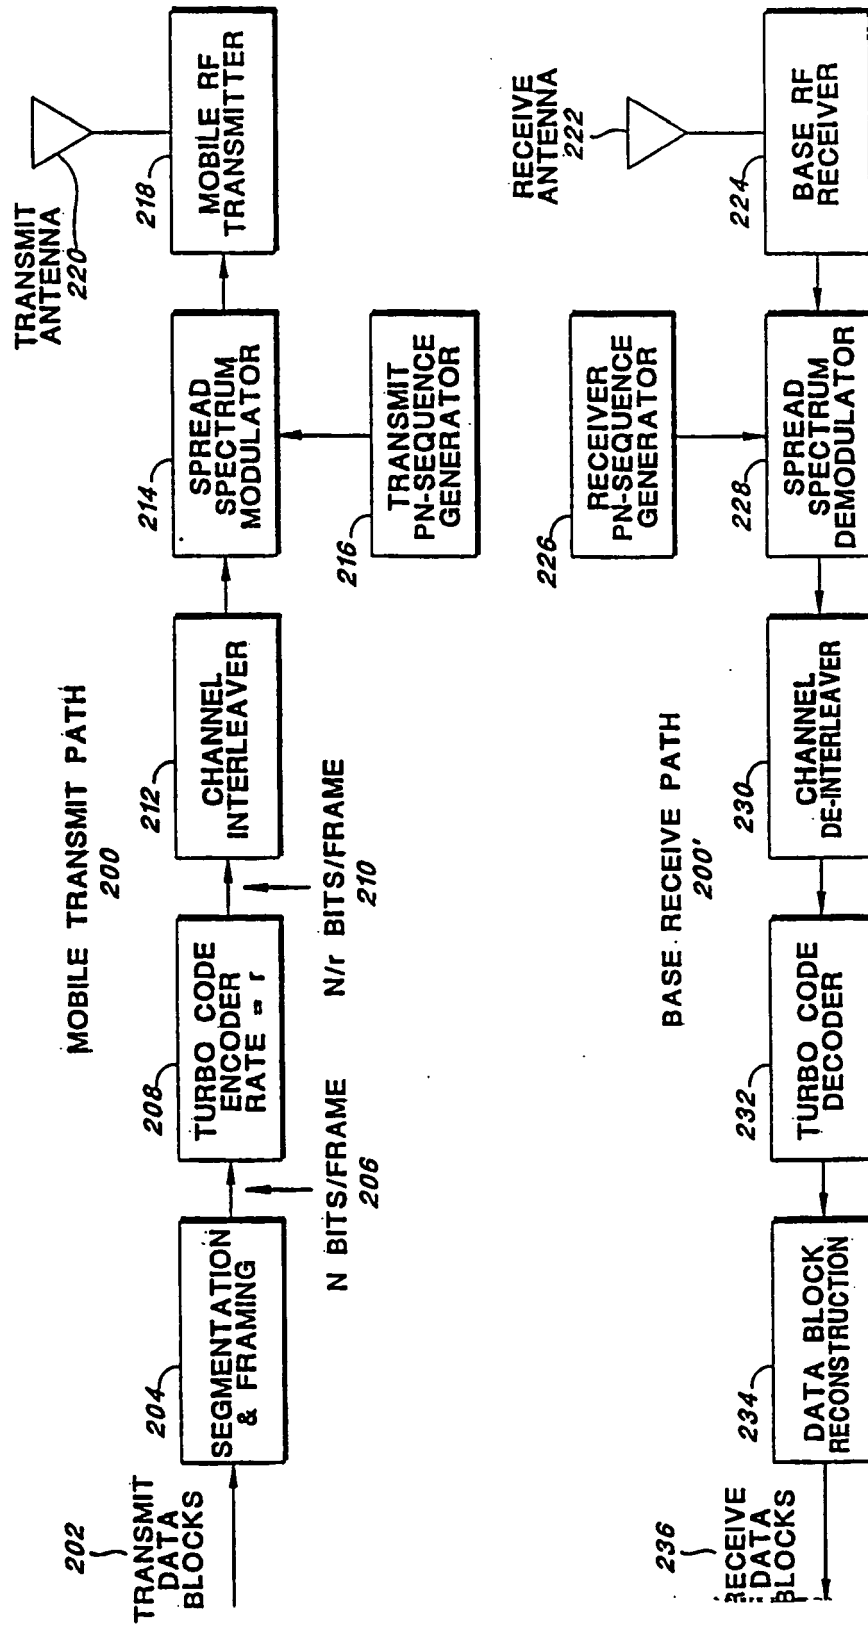 MOBILE TRANSMIT PATH
200
202
TRANSMIT
DATA
BLOCKS
204
SEGMENTATION
& FRAMING
N BITS/FRAME
206
208
TURBO CODE
ENCODER
RATE = r
N/r BITS/FRAME
210
212
CHANNEL
INTERLEAVER
214
SPREAD
SPECTRUM
MODULATOR
216
TRANSMIT
PN-SEQUENCE
GENERATOR
218
MOBILE RF
TRANSMITTER
TRANSMIT
ANTENNA
220
BASE RECEIVE PATH
200'
RECEIVE
ANTENNA
222
224
BASE RF
RECEIVER
226
RECEIVER
PN-SEQUENCE
GENERATOR
228
SPREAD
SPECTRUM
DEMODULATOR
230
CHANNEL
DE-INTERLEAVER
232
TURBO CODE
DECODER
234
DATA BLOCK
RECONSTRUCTION
236
RECEIVE
DATA
BLOCKS